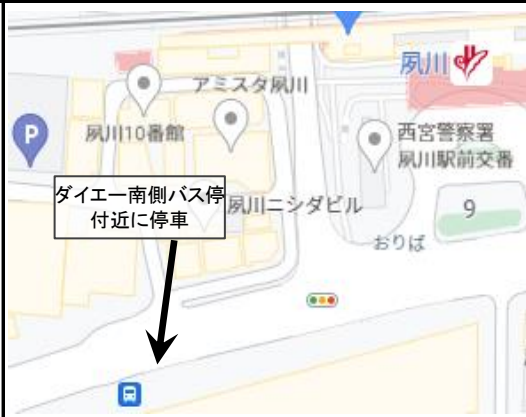 夙川
アミスタ夙川
P
夙川10番館
西宮警察署
夙川駅前交番
ダイエー南側バス停
付近に停車
夙川ニシダビル
9
おりば